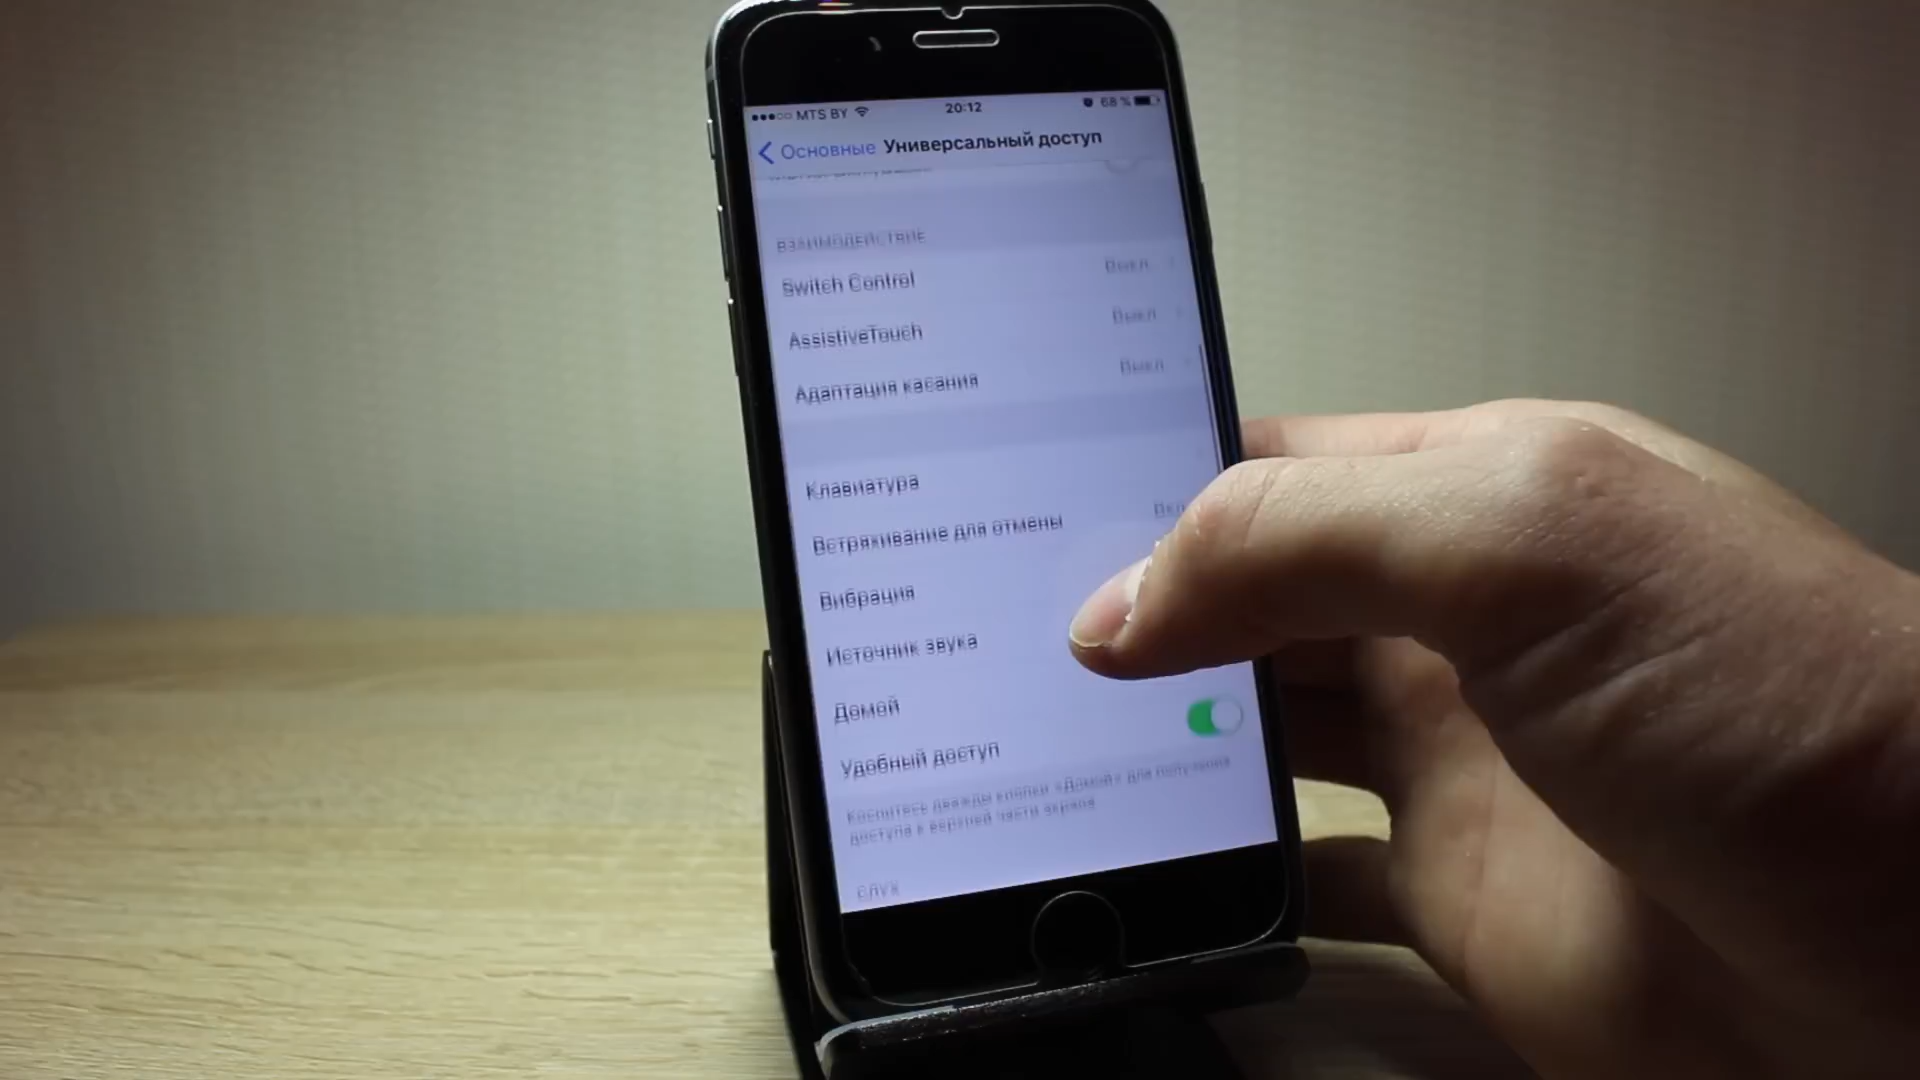 MTS BY 20:12 68 %
Основные Универсальный доступ
ВЗАИМОДЕЙСТВИЕ
Switch Control Выкл
AssistiveTouch Выкл
Адаптация касания Выкл
Клавиатура
Встряхивание для отмены Вкл
Вибрация
Источник звука
Домой
Удобный доступ
Коснитесь дважды кнопки «Домой» для получения
доступа к верхней части экрана
СЛУХ